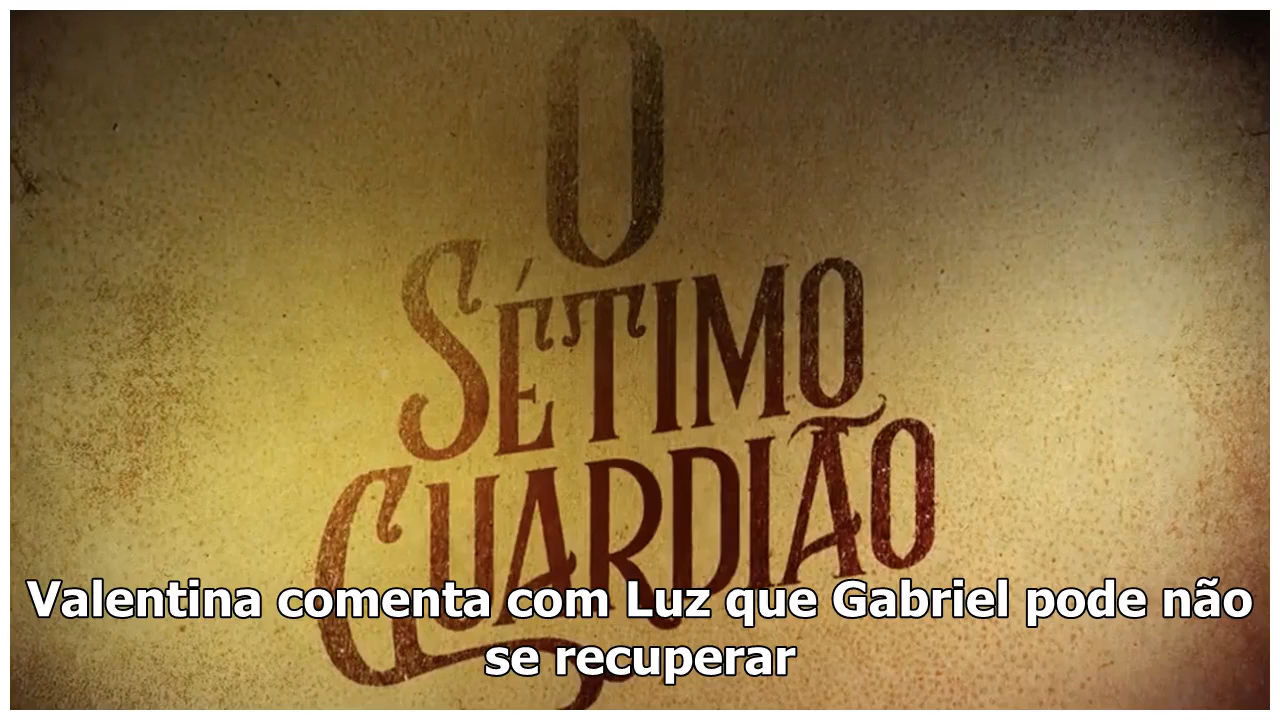 O
SÉTIMO
GUARDIÃO
Valentina comenta com Luz que Gabriel pode não
se recuperar